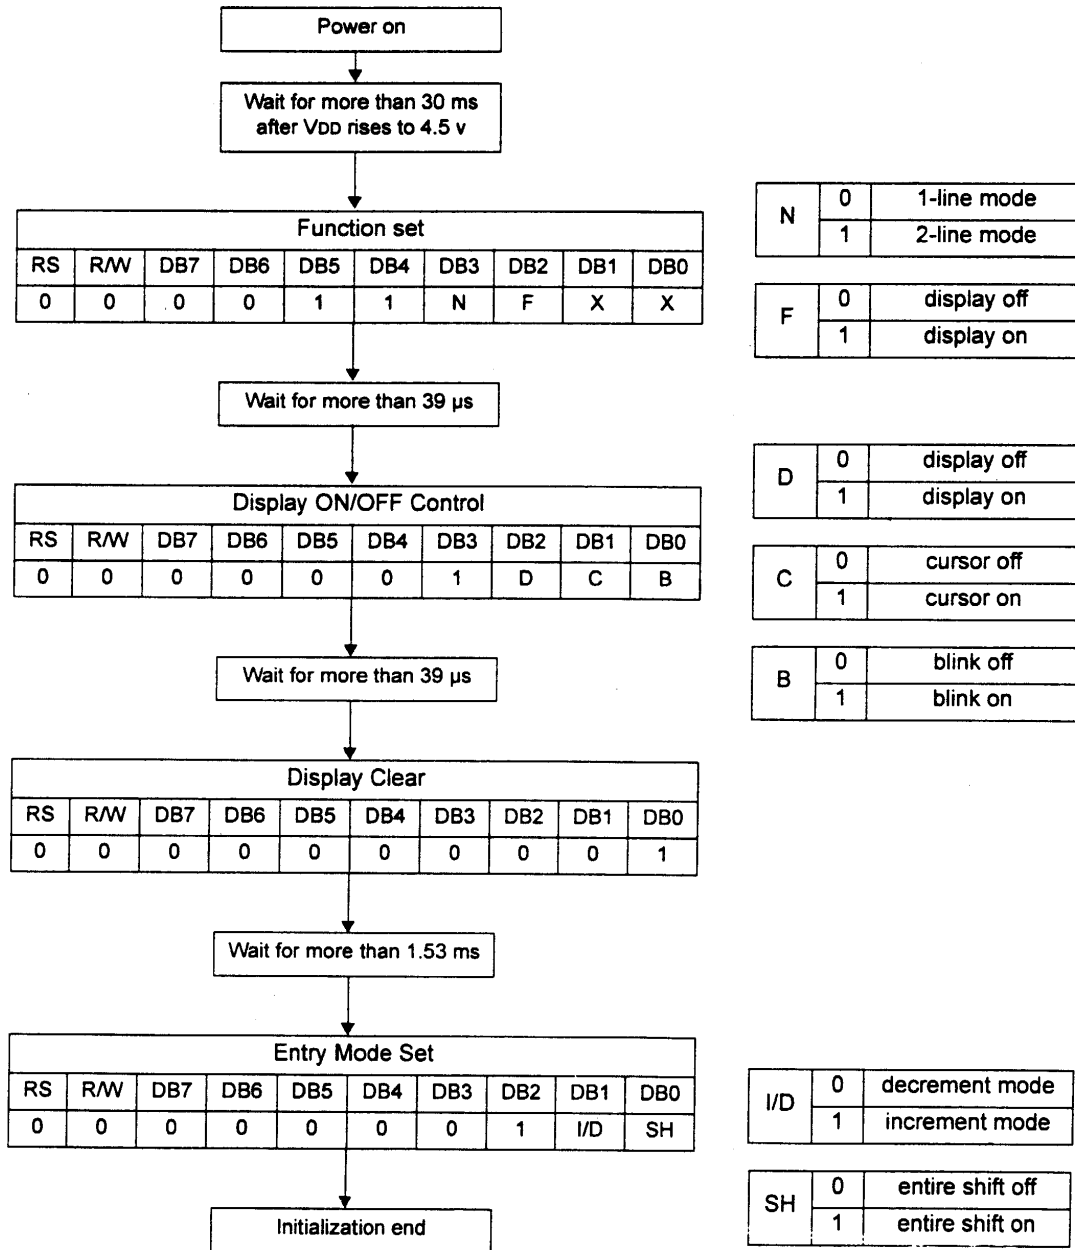 Power on
Wait for more than 30 ms
after VDD rises to 4.5 v
Function set
RS R/W DB7 DB6 DB5 DB4 DB3 DB2 DB1 DB0
0 0 0 0 1 1 N F X X
N 0 1-line mode
1 2-line mode
F 0 display off
1 display on
Wait for more than 39 µs
Display ON/OFF Control
RS R/W DB7 DB6 DB5 DB4 DB3 DB2 DB1 DB0
0 0 0 0 0 0 1 D C B
D 0 display off
1 display on
C 0 cursor off
1 cursor on
B 0 blink off
1 blink on
Wait for more than 39 µs
Display Clear
RS R/W DB7 DB6 DB5 DB4 DB3 DB2 DB1 DB0
0 0 0 0 0 0 0 0 0 1
Wait for more than 1.53 ms
Entry Mode Set
RS R/W DB7 DB6 DB5 DB4 DB3 DB2 DB1 DB0
0 0 0 0 0 0 0 1 I/D SH
I/D 0 decrement mode
1 increment mode
SH 0 entire shift off
1 entire shift on
Initialization end